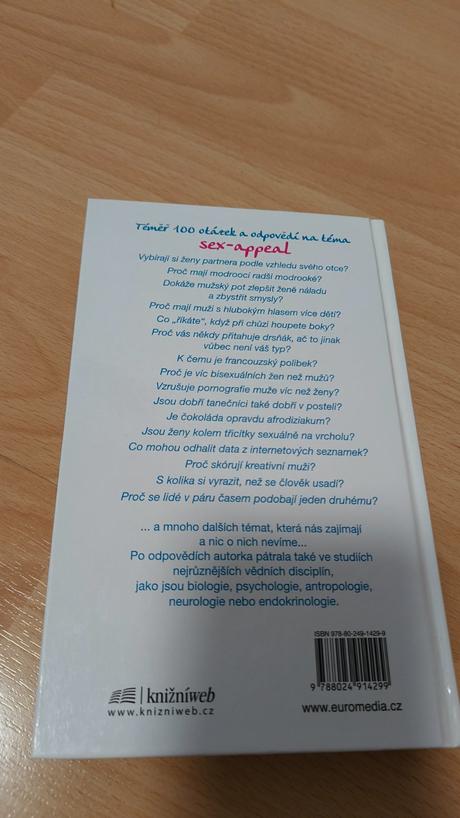 Téměř 100 otázek a odpovědí na téma
sex-appeal
Vybírají si ženy partnera podle vzhledu svého otce?
Proč mají modroocí radši modrooké?
Dokáže mužský pot zlepšit ženě náladu
a zbystřit smysly?
Proč mají muži s hlubokým hlasem více dětí?
Co „říkáte“, když při chůzi houpete boky?
Proč vás někdy přitahuje drsňák, ač to jinak
vůbec není váš typ?
K čemu je francouzský polibek?
Proč je víc bisexuálních žen než mužů?
Vzrušuje pornografie muže víc než ženy?
Jsou dobří tanečníci také dobří v posteli?
Je čokoláda opravdu afrodiziakum?
Jsou ženy kolem třicítky sexuálně na vrcholu?
Co mohou odhalit data z internetových seznamek?
Proč skórují kreativní muži?
S kolika si vyrazit, než se člověk usadí?
Proč se lidé v páru časem podobají jeden druhému?
... a mnoho dalších témat, která nás zajímají
a nic o nich nevíme...
Po odpovědích autorka pátrala také ve studiích
nejrůznějších vědních disciplín,
jako jsou biologie, psychologie, antropologie,
neurologie nebo endokrinologie.
ISBN 978-80-249-1429-9
9 788024 914299
knižníweb
www.knizniweb.cz
www.euromedia.cz